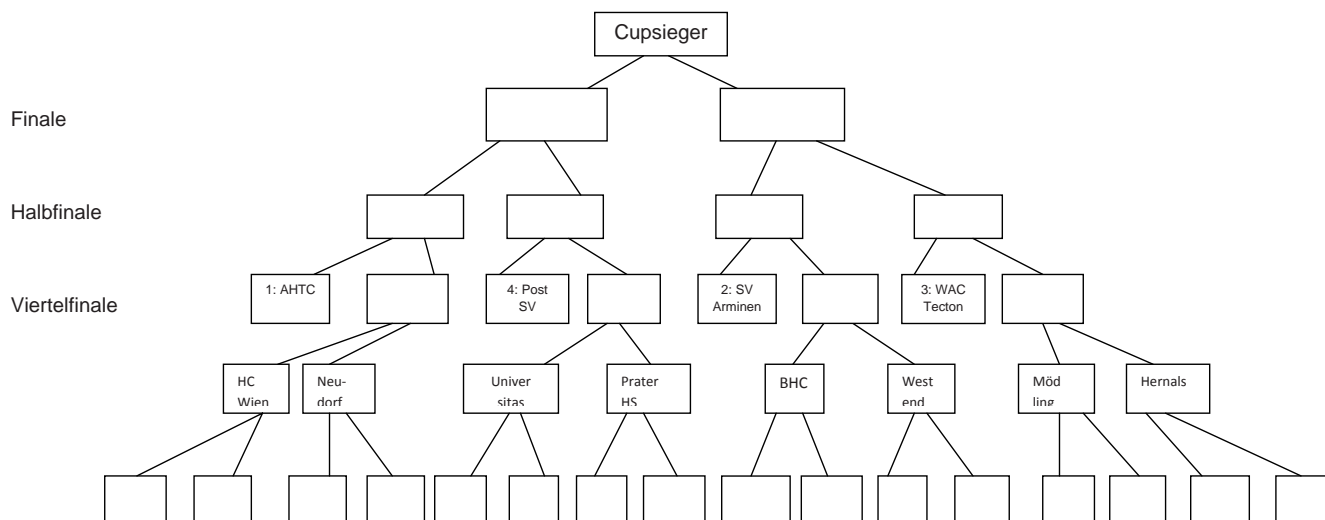 Cupsieger
Finale
Halbfinale
1: AHTC
4: Post
SV
2: SV
Arminen
3: WAC
Tecton
Viertelfinale
HC
Wien
Neu-
dorf
Univer
sitas
Prater
HS
BHC
West
end
Möd
ling
Hernals